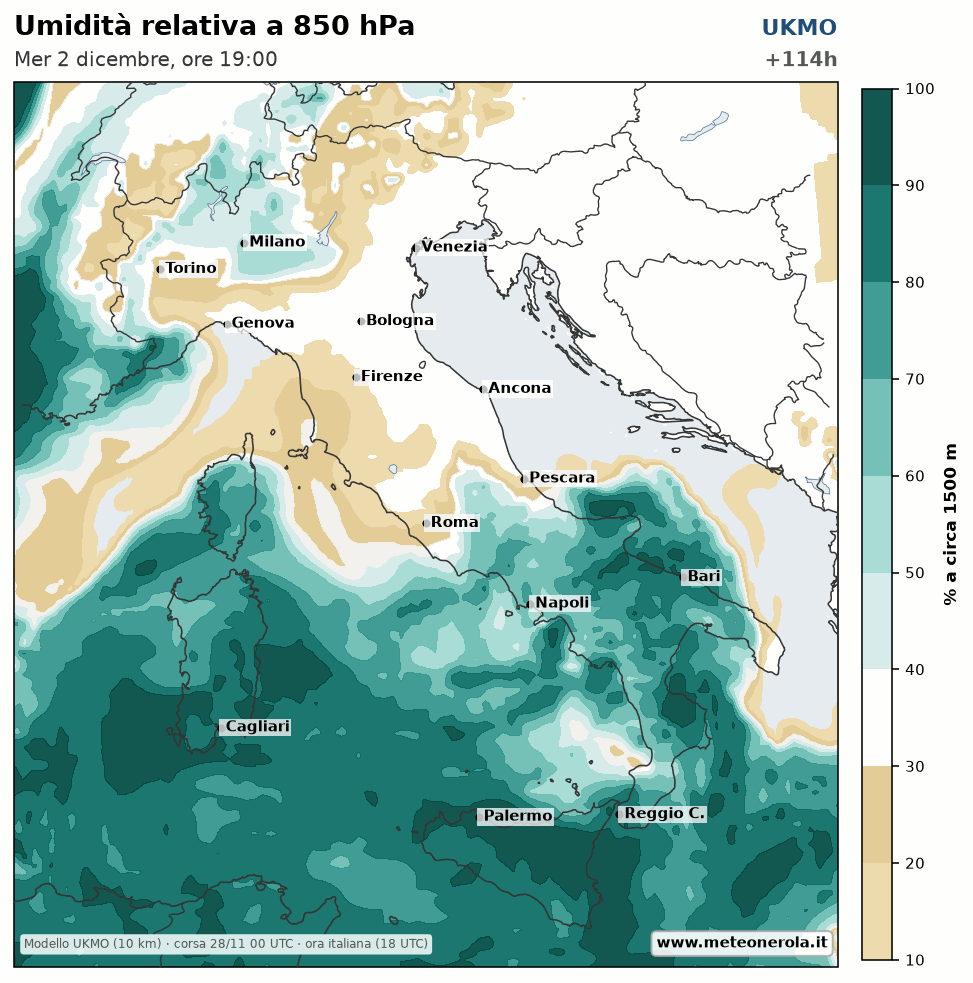 Umidità relativa a 850 hPa
UKMO
Mer 2 dicembre, ore 19:00
+114h
100
90
80
70
60
50
40
30
20
10
% a circa 1500 m
Milano
Venezia
Torino
Genova
Bologna
Firenze
Ancona
Pescara
Roma
Bari
Napoli
Cagliari
Palermo
Reggio C.
Modello UKMO (10 km) · corsa 28/11 00 UTC · ora italiana (18 UTC)
www.meteonerola.it